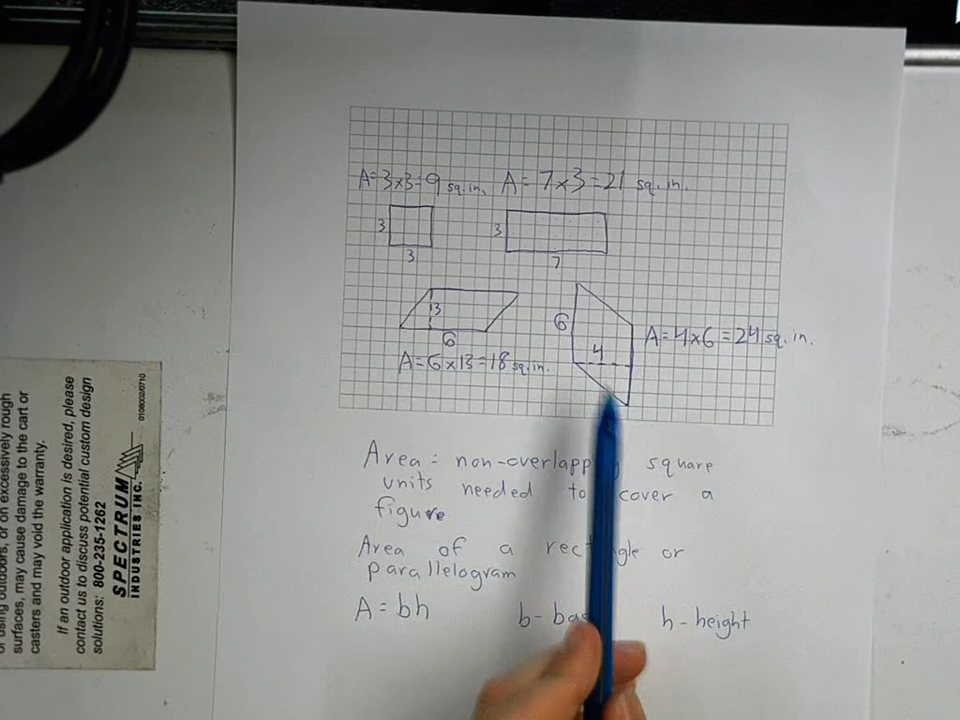 A=3x3=9 sq.in. A=7x3=21 sq.in.
3
3
3
7
3
6
A=6x13=18 sq.in.
6
4
A=4x6=24 sq. in.
Area = non-overlapp square
units needed to cover a
figure
Area of a rectangle or
parallelogram
A=bh b- bas h - height
surfaces, may cause damage to the cart or
casters and may void the warranty.
If an outdoor application is desired, please
contact us to discuss potential custom design
solutions: 800-235-1262
SPECTRUM
INDUSTRIES INC.